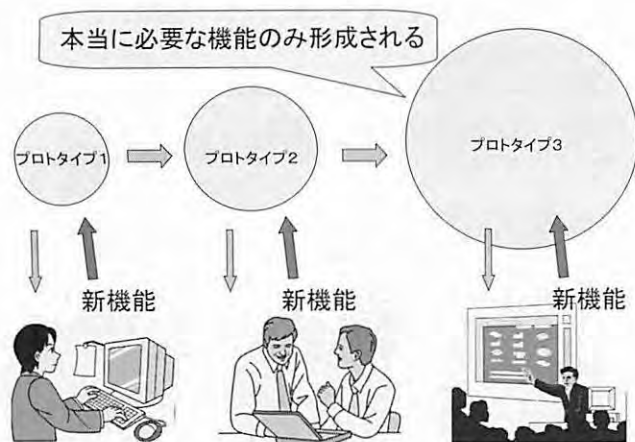 本当に必要な機能のみ形成される
プロトタイプ1
プロトタイプ2
プロトタイプ3
新機能
新機能
新機能